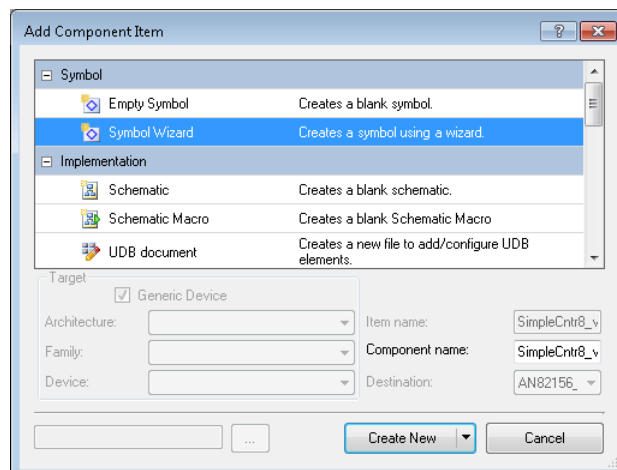 Add Component Item
Symbol
Empty Symbol Creates a blank symbol.
Symbol Wizard Creates a symbol using a wizard.
Implementation
Schematic Creates a blank schematic.
Schematic Macro Creates a blank Schematic Macro
UDB document Creates a new file to add/configure UDB
elements.
Target
Generic Device
Architecture: Item name: SimpleCntr8_v
Family: Component name: SimpleCntr8_v
Device: Destination: AN82156_
... Create New Cancel